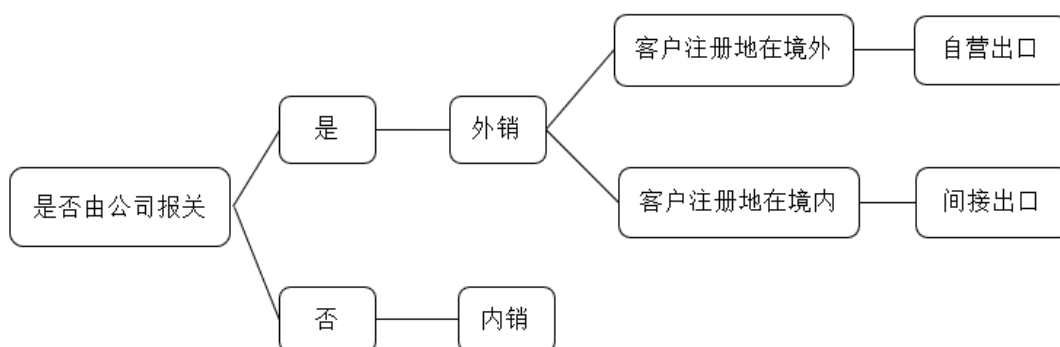 客户注册地在境外
自营出口
是
外销
是否由公司报关
客户注册地在境内
间接出口
否
内销